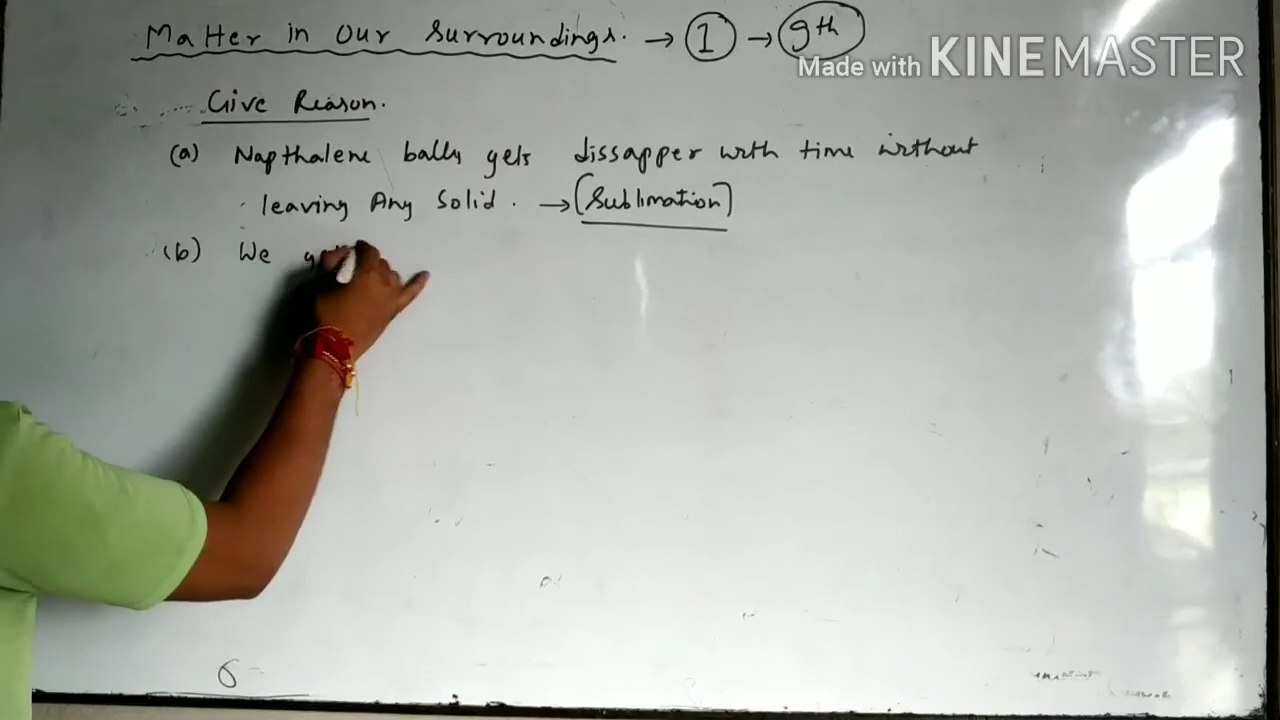 Matter in Our Surroundings. → 1 → 9th
Made with KINEMASTER
Give Reason.
(a) Napthalene balls gets dissapper with time without
leaving Any Solid. → (Sublimation)
(b) We
6